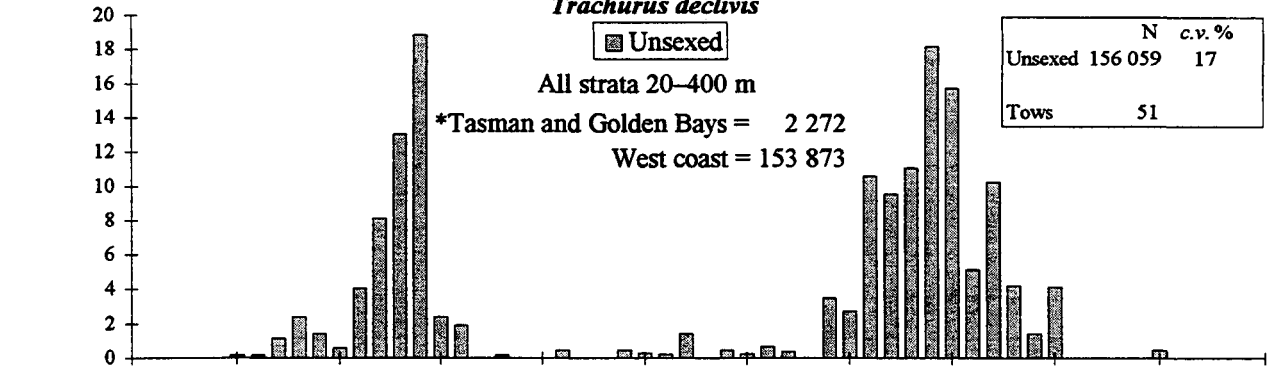 Trachurus declivis
Unsexed
All strata 20–400 m
*Tasman and Golden Bays = 2 272
West coast = 153 873
N c.v. %
Unsexed 156 059 17
Tows 51
20
18
16
14
12
10
8
6
4
2
0